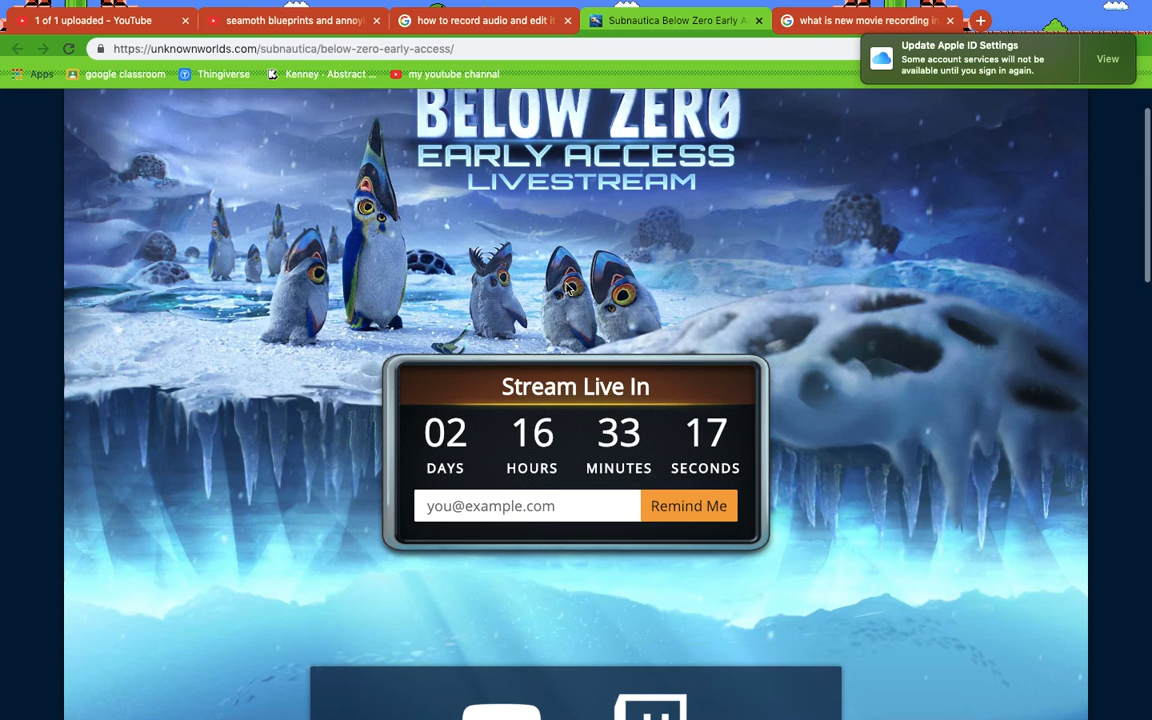 1 of 1 uploaded - YouTube
seamoth blueprints and annoyi
how to record audio and edit it
Subnautica Below Zero Early A
what is new movie recording in
https://unknownworlds.com/subnautica/below-zero-early-access/
Update Apple ID Settings
Some account services will not be
available until you sign in again.
View
Apps
google classroom
Thingiverse
Kenney · Abstract ...
my youtube channel
BELOW ZERO
EARLY ACCESS
LIVESTREAM
Stream Live In
02 16 33 17
DAYS HOURS MINUTES SECONDS
you@example.com Remind Me